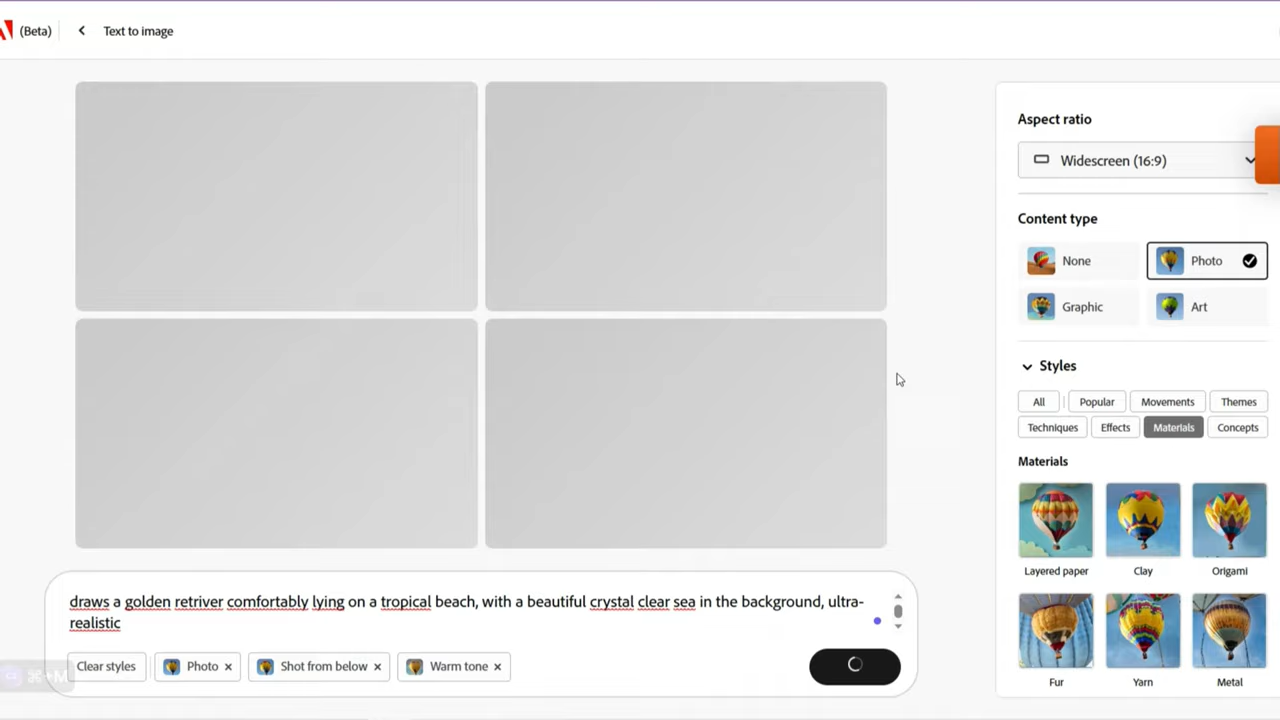 (Beta)
Text to image
Aspect ratio
Widescreen (16:9)
Content type
None
Photo
Graphic
Art
Styles
All
Popular
Movements
Themes
Techniques
Effects
Materials
Concepts
Materials
Layered paper
Clay
Origami
Fur
Yarn
Metal
draws a golden retriver comfortably lying on a tropical beach, with a beautiful crystal clear sea in the background, ultra-
realistic
Clear styles
Photo ×
Shot from below ×
Warm tone ×
⌘+M